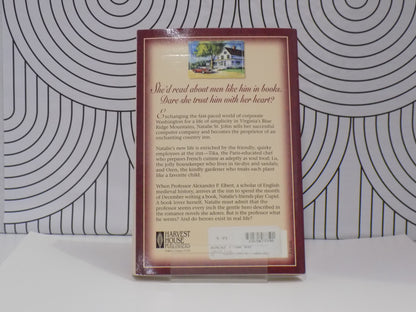 She'd read about men like him in books.
Dare she trust him with her heart?
Exchanging the fast-paced world of corporate
Washington for a life of simplicity in Virginia's Blue
Ridge Mountains, Natalie St. John sells her successful
computer company and becomes the proprietor of an
enchanting country inn.
Natalie's new life is enriched by the friendly, quirky
employees at the inn—Tika, the Paris-educated chef
who prepares French cuisine as adeptly as soul food, Lu,
the jolly housekeeper who lives in tie-dye and sandals,
and Ozzy, the kindly gardener who treats each plant
like a favorite child.
When Professor Alexander P. Elbert, a scholar of English
medieval history, arrives at the inn to spend the month
of December writing a book, Natalie's friends play Cupid.
A book lover herself, Natalie must admit that the
professor seems every inch the gentle hero described in
the romance novels she adores. But is the professor what
he seems? And do heroes exist in real life?
HARVEST
HOUSE
PUBLISHERS